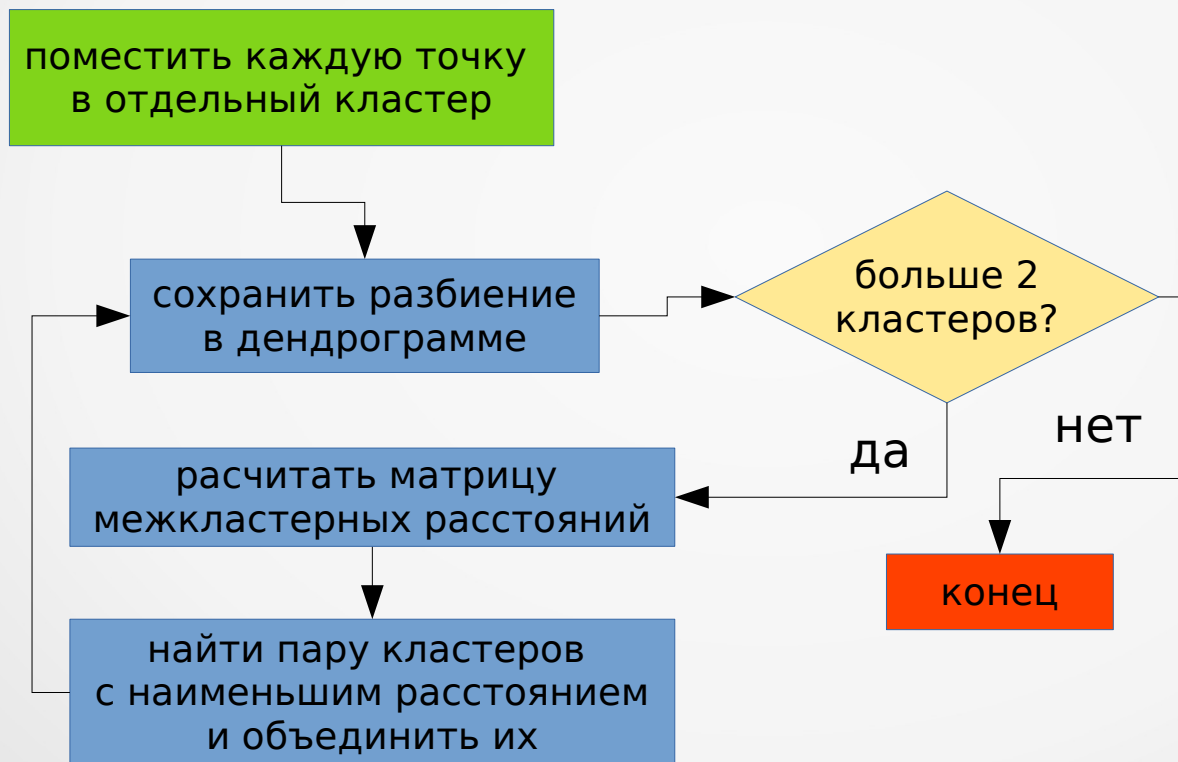 поместить каждую точку
в отдельный кластер
сохранить разбиение
в дендрограмме
больше 2
кластеров?
да
нет
расчитать матрицу
межкластерных расстояний
конец
найти пару кластеров
с наименьшим расстоянием
и объединить их